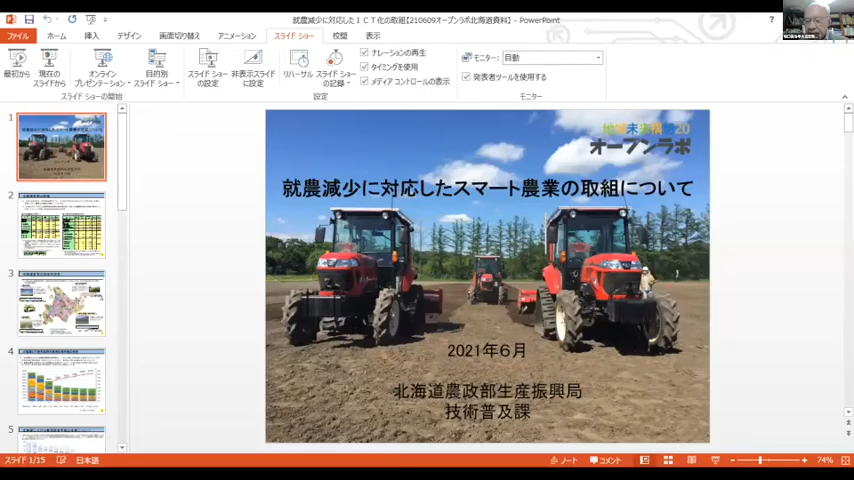 就農減少に対応したＩＣＴ化の取組【210609オープンラボ北海道資料】 - PowerPoint
ファイル
ホーム
挿入
デザイン
画面切り替え
アニメーション
スライド ショー
校閲
表示
最初から
現在の
スライドから
オンライン
プレゼンテーション
目的別
スライド ショー
スライド ショー
の設定
非表示スライド
に設定
リハーサル
スライド ショー
の記録
ナレーションの再生
タイミングを使用
メディア コントロールの表示
モニター:
自動
発表者ツールを使用する
スライド ショーの開始
設定
モニター
1
2
3
4
5
地域未来構想20
オープンラボ
就農減少に対応したスマート農業の取組について
2021年６月
北海道農政部生産振興局
技術普及課
スライド 1/15
日本語
ノート
コメント
74%